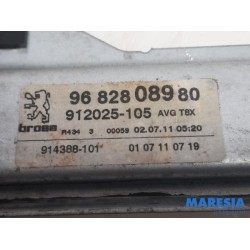 96 828 089 80
912025-105 AVG T8X
brose R434 3 00059 02.07.11 05:20
914388-101 01 07 11 07 19
MARESIA